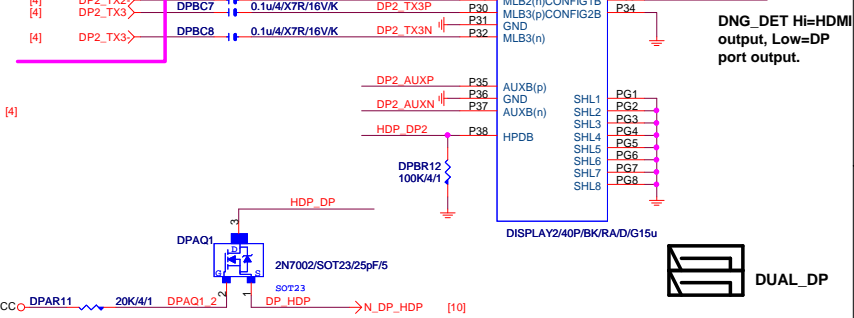 [4] DP2_TX2- MLB2(n)CONFIG1B
[4] DP2_TX3 DPBC7 0.1u/4/X7R/16V/K DP2_TX3P P30 MLB3(p)CONFIG2B P34
P31 GND
[4] DP2_TX3- DPBC8 0.1u/4/X7R/16V/K DP2_TX3N P32 MLB3(n)
DNG_DET Hi=HDMI
output, Low=DP
port output.
[4]
DP2_AUXP P35 AUXB(p)
P36 GND
DP2_AUXN P37 AUXB(n)
HDP_DP2 P38 HPDB
SHL1 PG1
SHL2 PG2
SHL3 PG3
SHL4 PG4
SHL5 PG5
SHL6 PG6
SHL7 PG7
SHL8 PG8
DPBR12
100K/4/1
DISPLAY2/40P/BK/RA/D/G15u
HDP_DP
3
DPAQ1
D
G S
2N7002/SOT23/25pF/5
SOT23
2 1
CC DPAR11 20K/4/1 DPAQ1_2 DP_HDP N_DP_HDP [10]
DUAL_DP